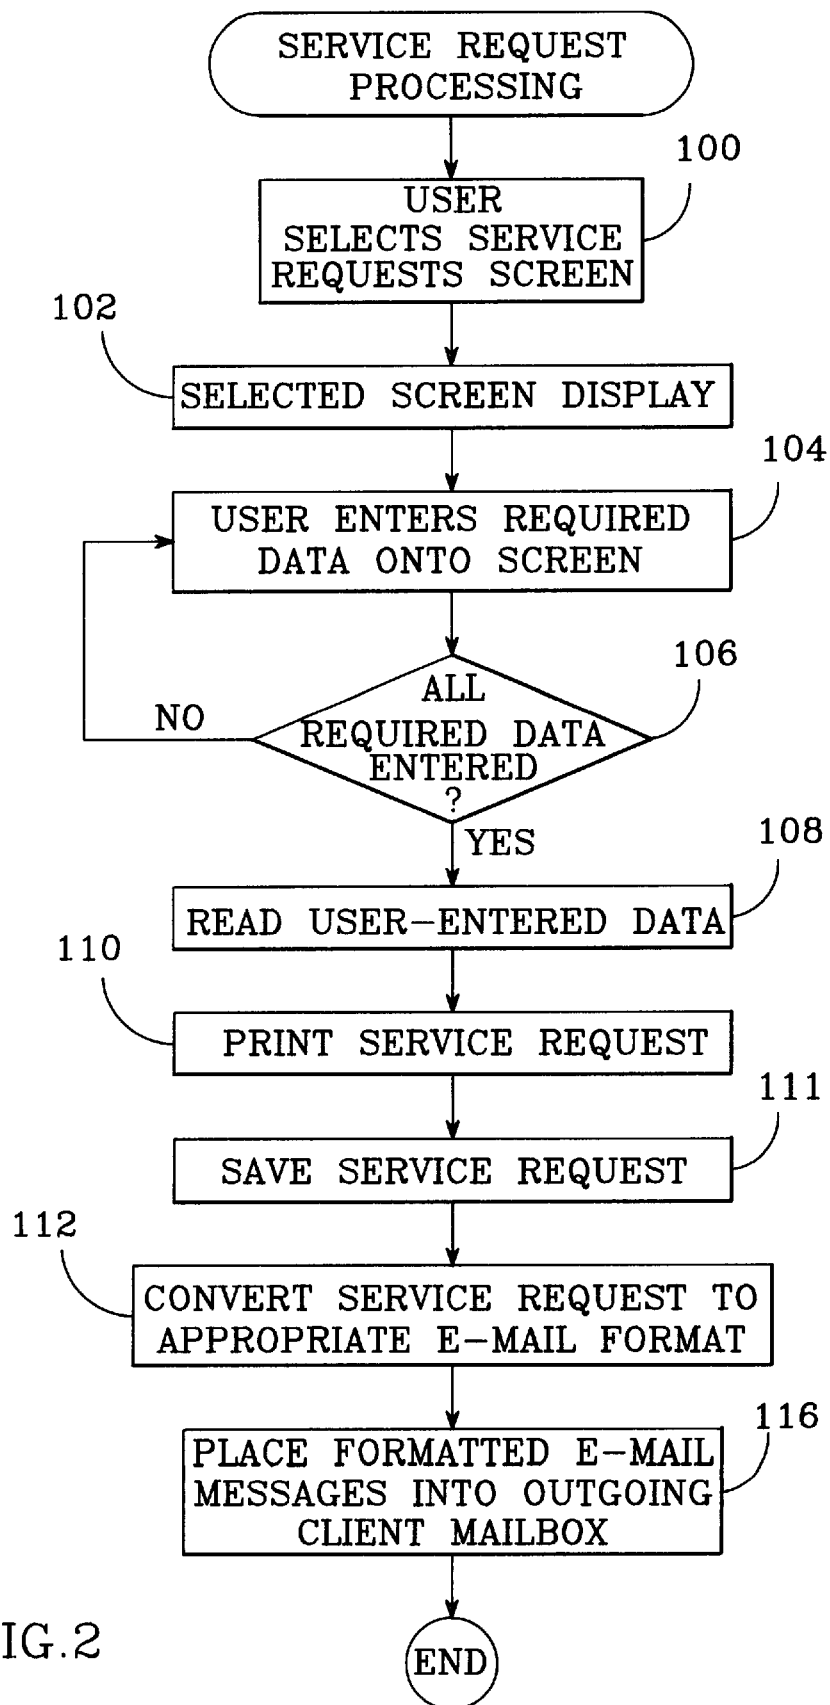 SERVICE REQUEST
PROCESSING
100
USER
SELECTS SERVICE
REQUESTS SCREEN
102
SELECTED SCREEN DISPLAY
104
USER ENTERS REQUIRED
DATA ONTO SCREEN
106
ALL
REQUIRED DATA
ENTERED
?
NO
YES
108
READ USER-ENTERED DATA
110
PRINT SERVICE REQUEST
111
SAVE SERVICE REQUEST
112
CONVERT SERVICE REQUEST TO
APPROPRIATE E-MAIL FORMAT
116
PLACE FORMATTED E-MAIL
MESSAGES INTO OUTGOING
CLIENT MAILBOX
END
IG.2